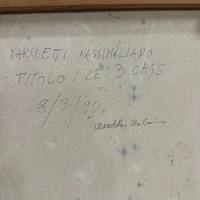 MARCHETTI MASSIMILIANO
TITOLO: LE 3 CASE
8/3/90